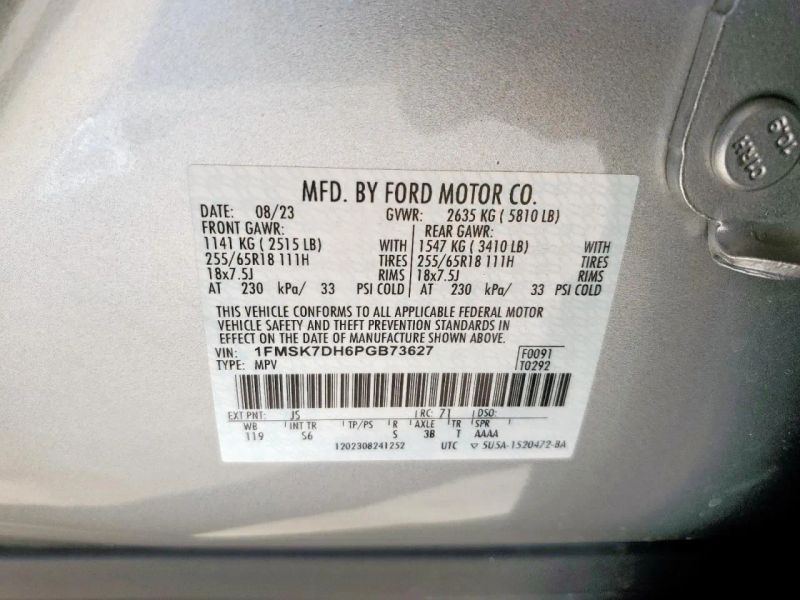 MFD. BY FORD MOTOR CO.
DATE: 08/23 GVWR: 2635 KG ( 5810 LB)
FRONT GAWR: REAR GAWR:
1141 KG ( 2515 LB) WITH 1547 KG ( 3410 LB) WITH
255/65R18 111H TIRES 255/65R18 111H TIRES
18x7.5J RIMS 18x7.5J RIMS
AT 230 kPa/ 33 PSI COLD AT 230 kPa/ 33 PSI COLD
THIS VEHICLE CONFORMS TO ALL APPLICABLE FEDERAL MOTOR
VEHICLE SAFETY AND THEFT PREVENTION STANDARDS IN
EFFECT ON THE DATE OF MANUFACTURE SHOWN ABOVE.
VIN: 1FMSK7DH6PGB73627 F0091
TYPE: MPV T0292
EXT PNT: JS RC: 71 DSO:
WB INT TR TP/PS R AXLE TR SPR
119 S6 S 3B T AAAA
1202308241252 UTC ▽ 5U5A-1520472-BA
10.9